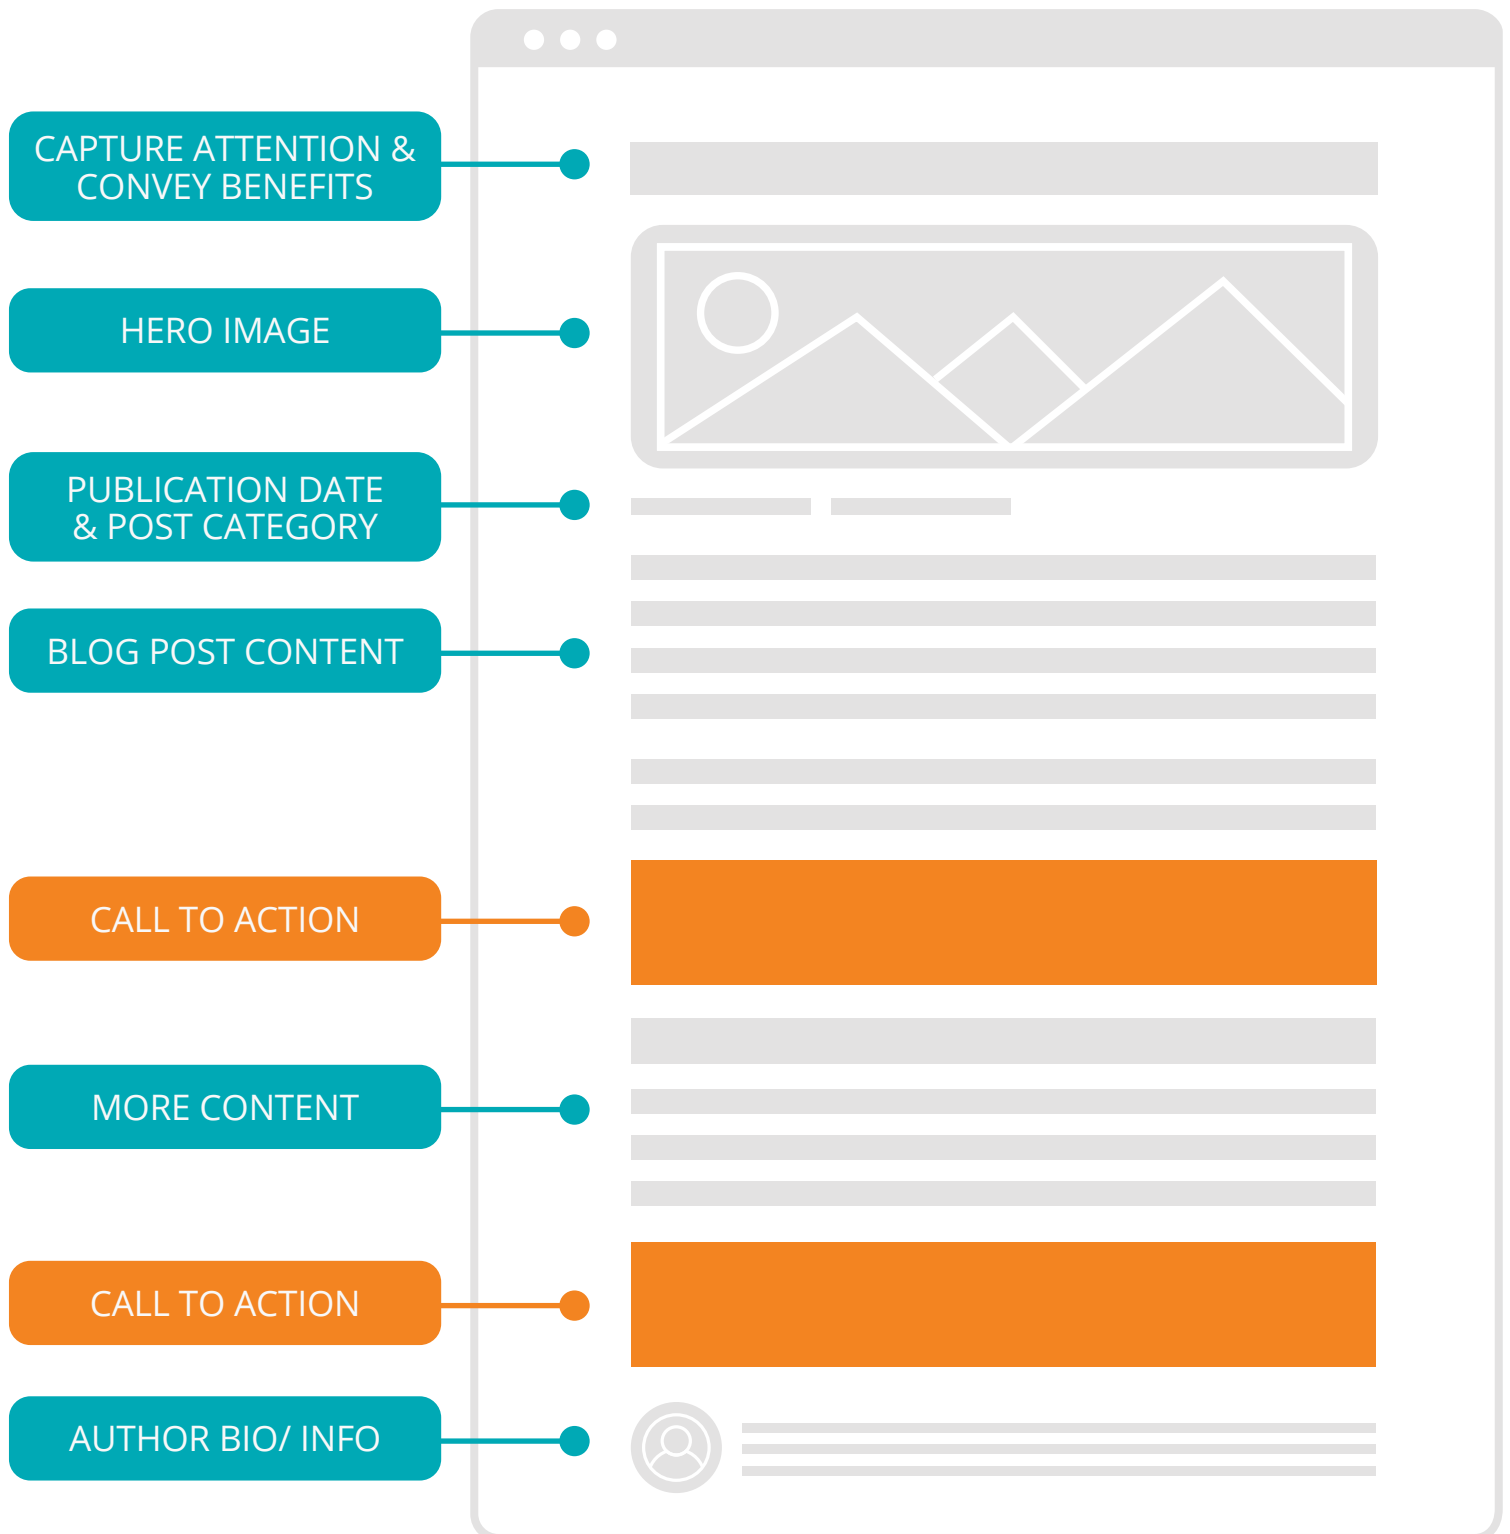 CAPTURE ATTENTION &
CONVEY BENEFITS
HERO IMAGE
PUBLICATION DATE
& POST CATEGORY
BLOG POST CONTENT
CALL TO ACTION
MORE CONTENT
CALL TO ACTION
AUTHOR BIO/ INFO